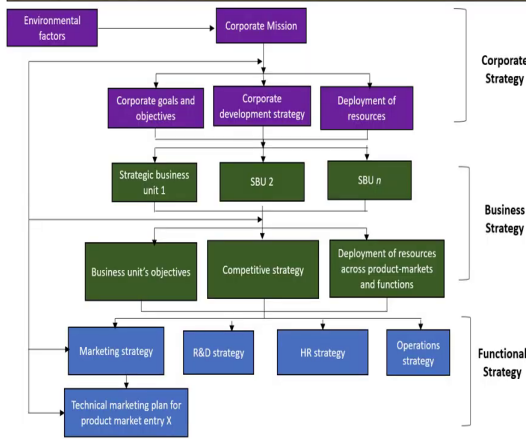 Environmental
factors
Corporate Mission
Corporate
Strategy
Corporate goals and
objectives
Corporate
development strategy
Deployment of
resources
Strategic business
unit 1
SBU 2
SBU n
Business
Strategy
Business unit's objectives
Competitive strategy
Deployment of resources
across product-markets
and functions
Marketing strategy
R&D strategy
HR strategy
Operations
strategy
Functional
Strategy
Technical marketing plan for
product market entry X